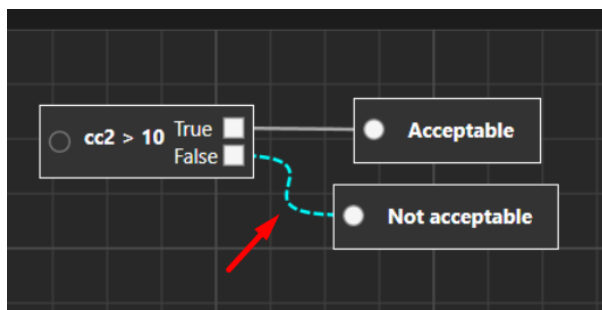 cc2 > 10
True
False
Acceptable
Not acceptable